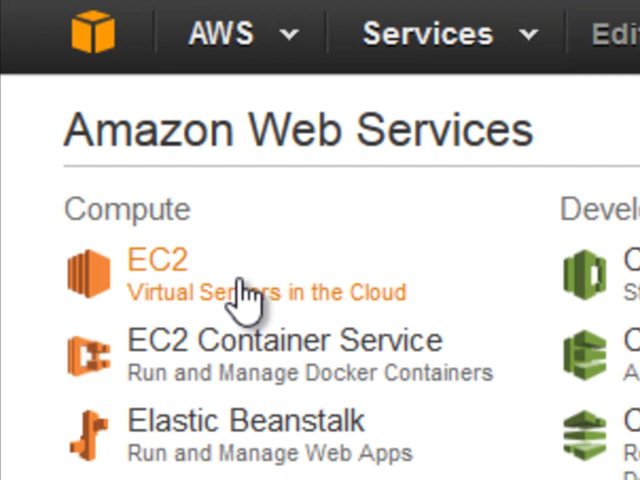 AWS Services
Amazon Web Services
Compute
EC2
Virtual Servers in the Cloud
EC2 Container Service
Run and Manage Docker Containers
Elastic Beanstalk
Run and Manage Web Apps